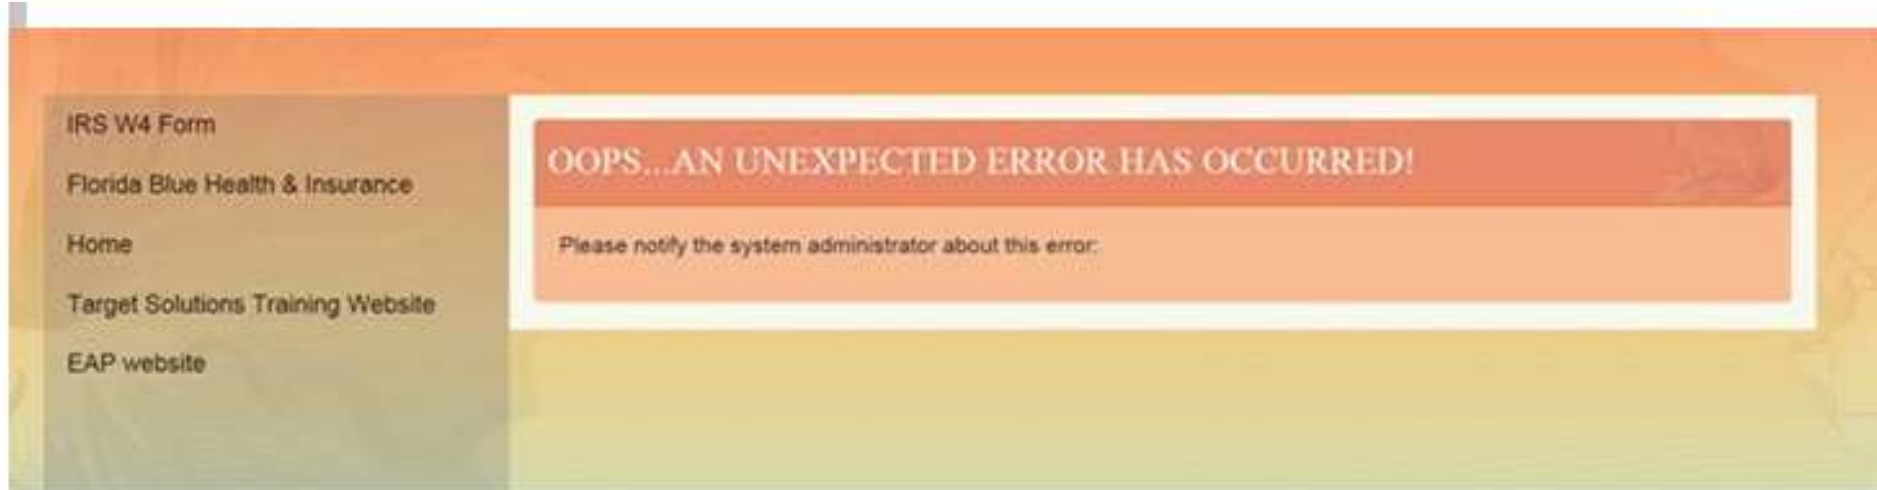 IRS W4 Form
Florida Blue Health & Insurance
Home
Target Solutions Training Website
EAP website
OOPS...AN UNEXPECTED ERROR HAS OCCURRED!
Please notify the system administrator about this error: